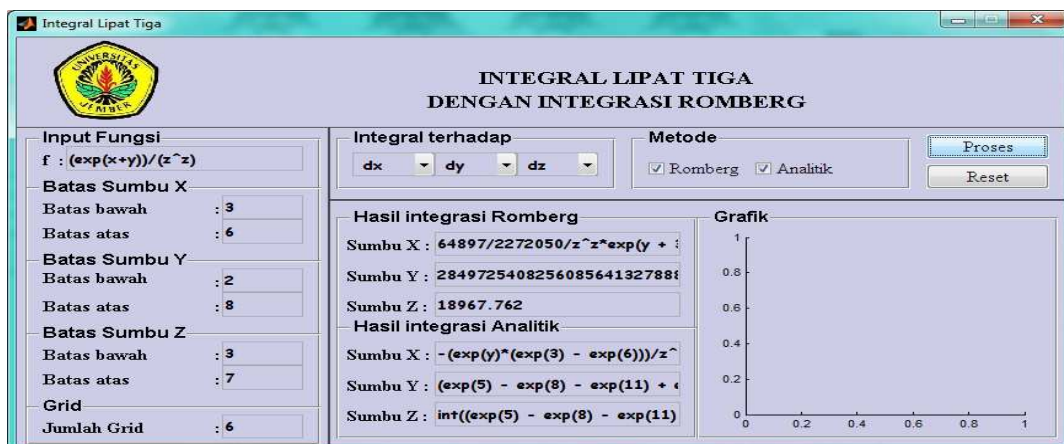 Integral Lipat Tiga
UNIVERSITAS
JEMBER
INTEGRAL LIPAT TIGA
DENGAN INTEGRASI ROMBERG
Input Fungsi
f : (exp(x+y))/(z^z)
Batas Sumbu X
Batas bawah : 3
Batas atas : 6
Batas Sumbu Y
Batas bawah : 2
Batas atas : 8
Batas Sumbu Z
Batas bawah : 3
Batas atas : 7
Grid
Jumlah Grid : 6
Integral terhadap
dx dy dz
Metode
Romberg Analitik
Proses
Reset
Hasil integrasi Romberg
Sumbu X : 64897/2272050/z^z*exp(y +
Sumbu Y : 2849725408256085641327888
Sumbu Z : 18967.762
Hasil integrasi Analitik
Sumbu X : -(exp(y)*(exp(3) - exp(6)))/z^
Sumbu Y : (exp(5) - exp(8) - exp(11) +
Sumbu Z : int((exp(5) - exp(8) - exp(11)
Grafik
1
0.8
0.6
0.4
0.2
0
0 0.2 0.4 0.6 0.8 1